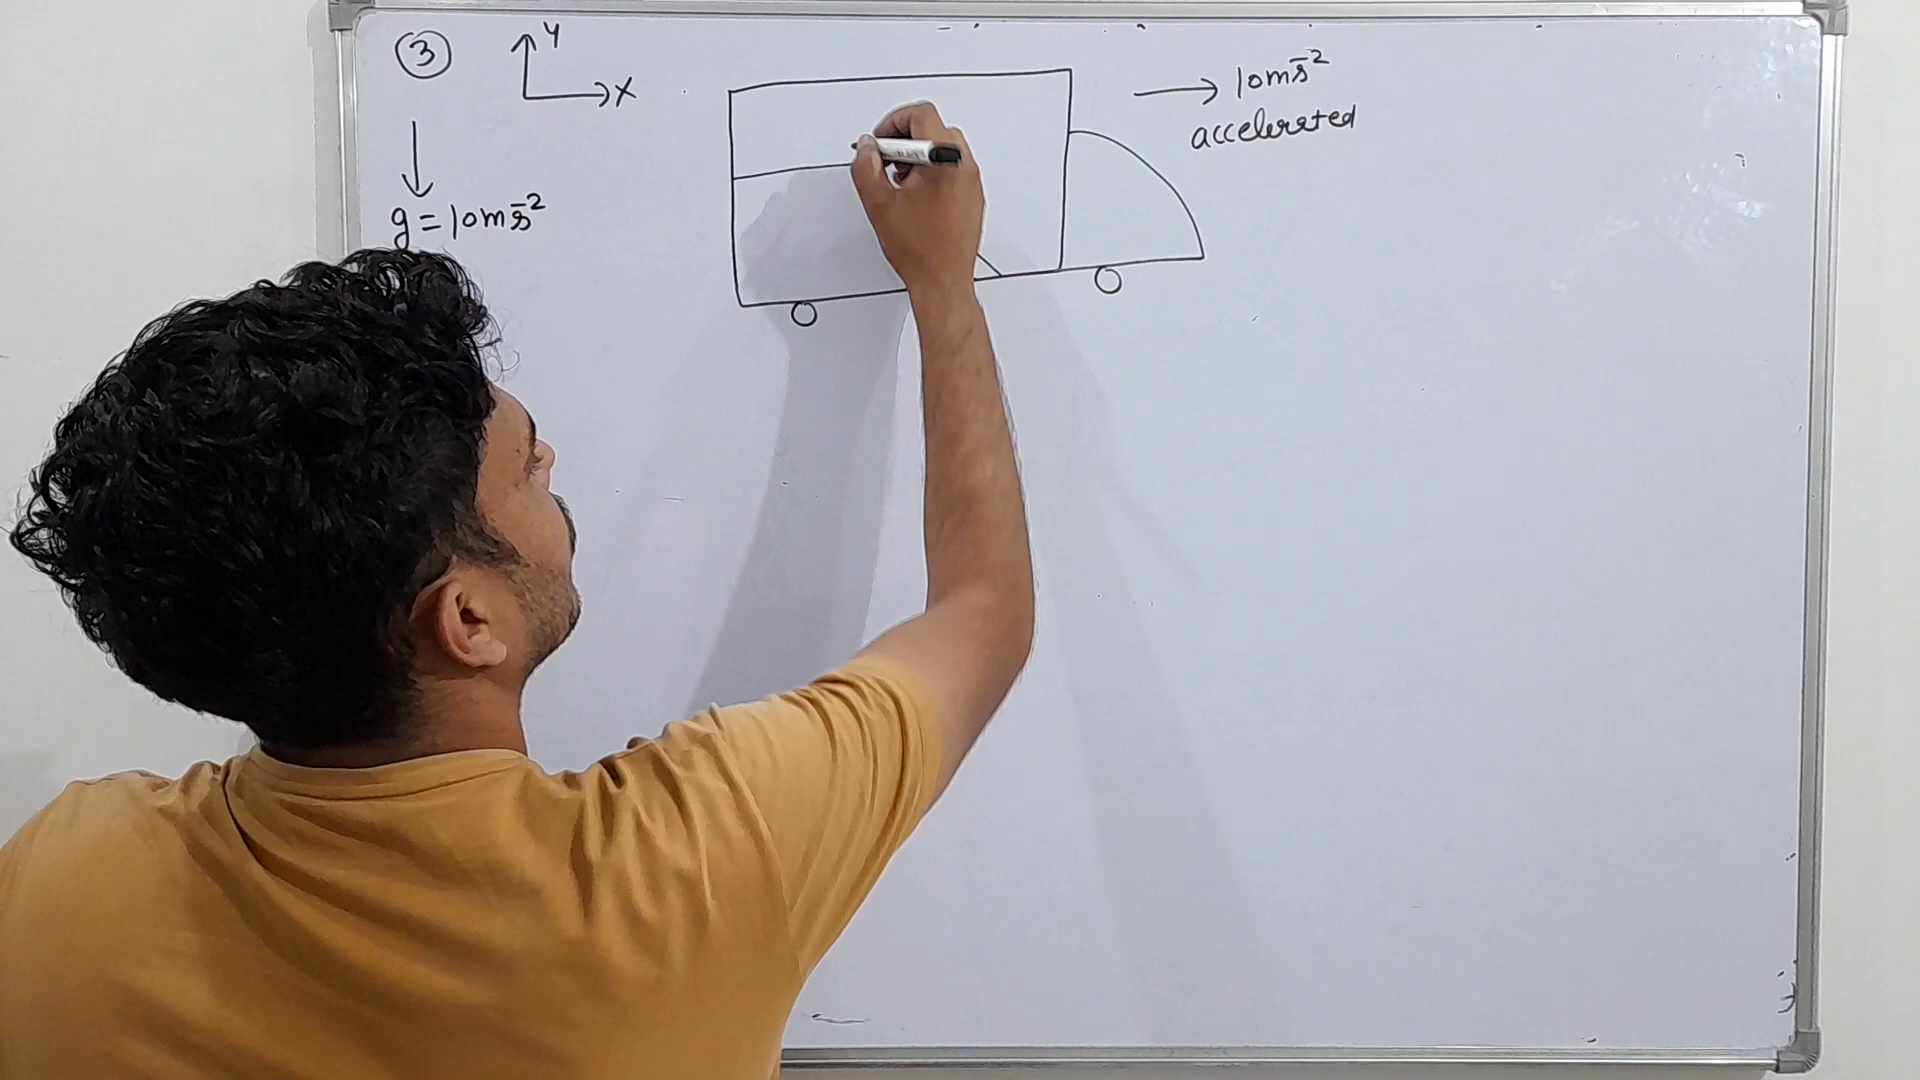 ③
Y
X
g = 10ms⁻²
→ 10ms⁻²
accelerated